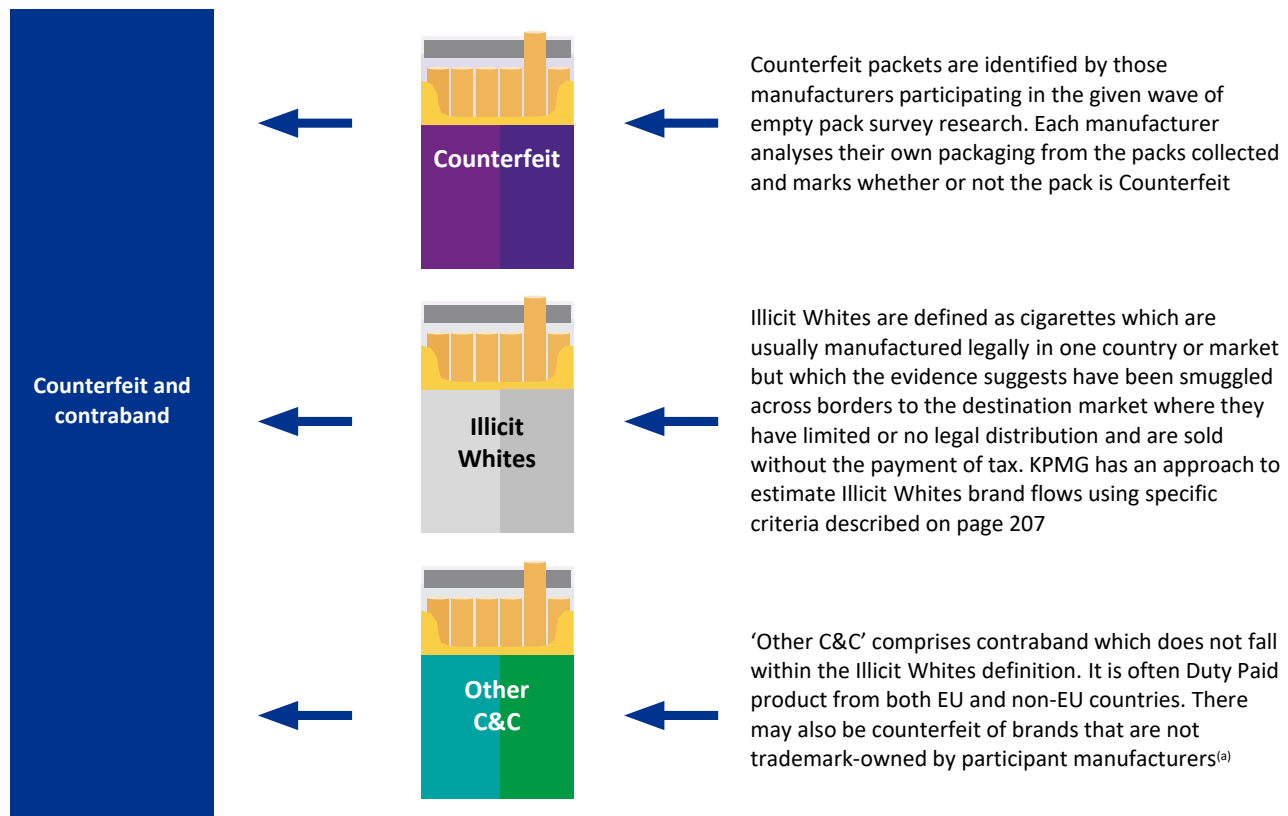 Counterfeit and
contraband
Counterfeit
Counterfeit packets are identified by those
manufacturers participating in the given wave of
empty pack survey research. Each manufacturer
analyses their own packaging from the packs collected
and marks whether or not the pack is Counterfeit
Illicit
Whites
Illicit Whites are defined as cigarettes which are
usually manufactured legally in one country or market
but which the evidence suggests have been smuggled
across borders to the destination market where they
have limited or no legal distribution and are sold
without the payment of tax. KPMG has an approach to
estimate Illicit Whites brand flows using specific
criteria described on page 207
Other
C&C
‘Other C&C’ comprises contraband which does not fall
within the Illicit Whites definition. It is often Duty Paid
product from both EU and non-EU countries. There
may also be counterfeit of brands that are not
trademark-owned by participant manufacturers(a)